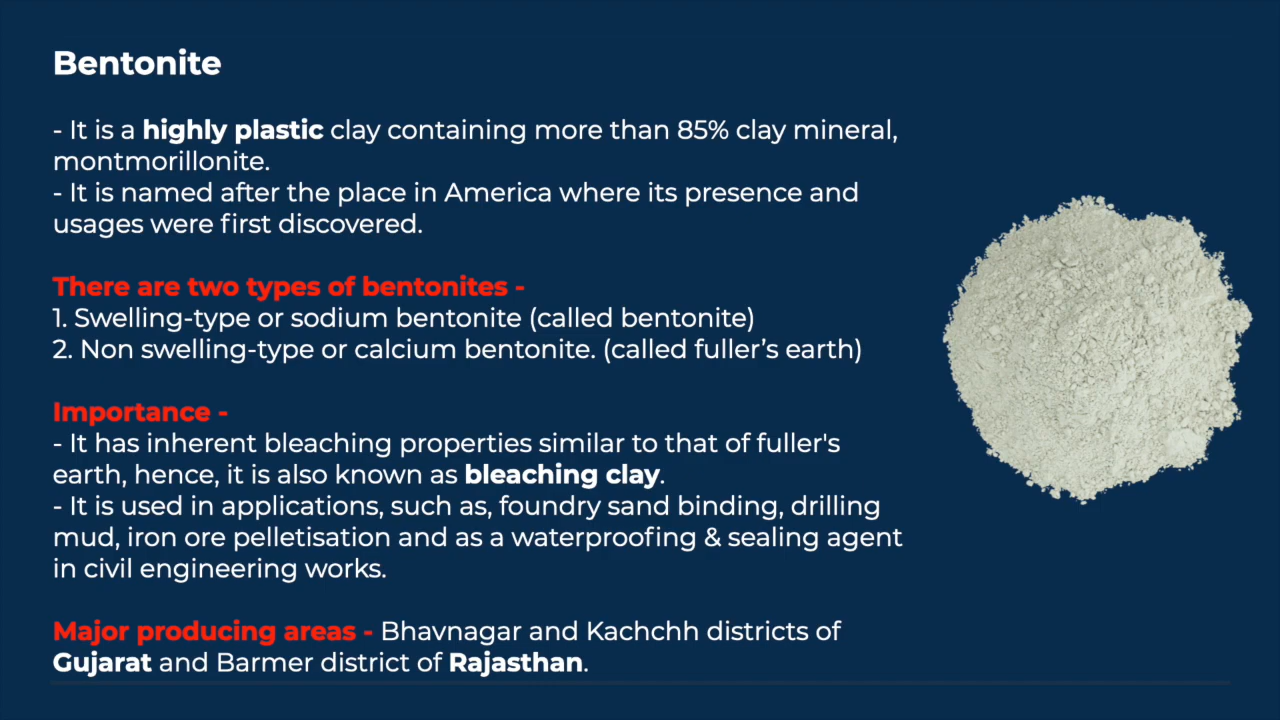 Bentonite
- It is a highly plastic clay containing more than 85% clay mineral,
montmorillonite.
- It is named after the place in America where its presence and
usages were first discovered.
There are two types of bentonites -
1. Swelling-type or sodium bentonite (called bentonite)
2. Non swelling-type or calcium bentonite. (called fuller’s earth)
Importance -
- It has inherent bleaching properties similar to that of fuller's
earth, hence, it is also known as bleaching clay.
- It is used in applications, such as, foundry sand binding, drilling
mud, iron ore pelletisation and as a waterproofing & sealing agent
in civil engineering works.
Major producing areas - Bhavnagar and Kachchh districts of
Gujarat and Barmer district of Rajasthan.